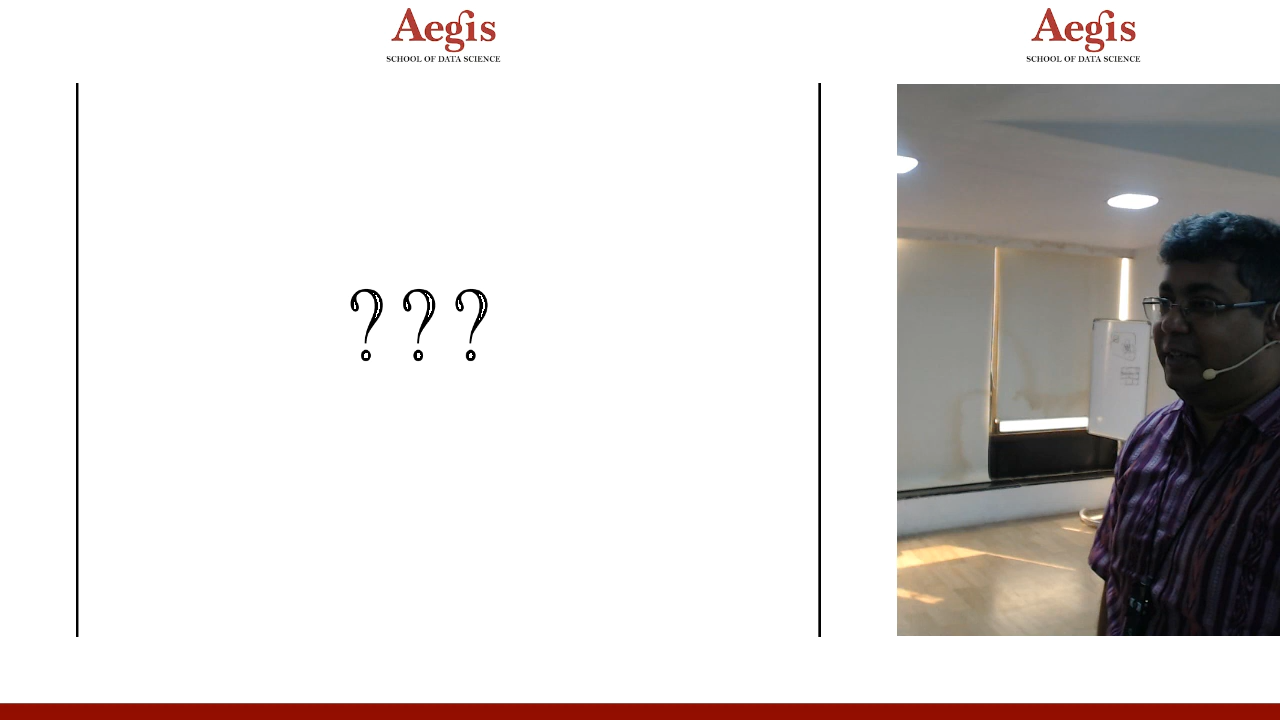 Aegis
SCHOOL OF DATA SCIENCE
Aegis
SCHOOL OF DATA SCIENCE
? ? ?